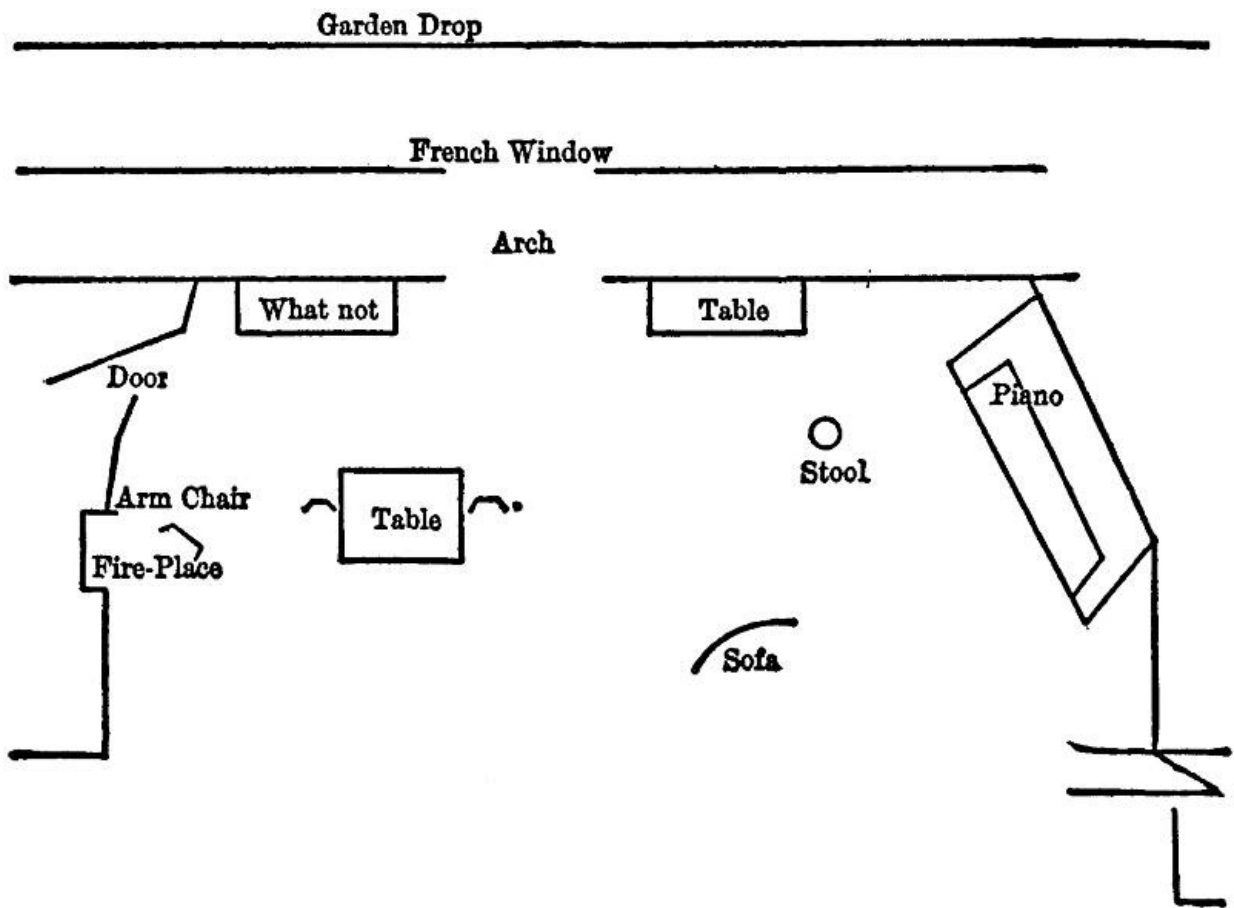 Garden Drop
French Window
Arch
What not
Table
Door
Piano
Stool
Arm Chair
Table
Fire-Place
Sofa